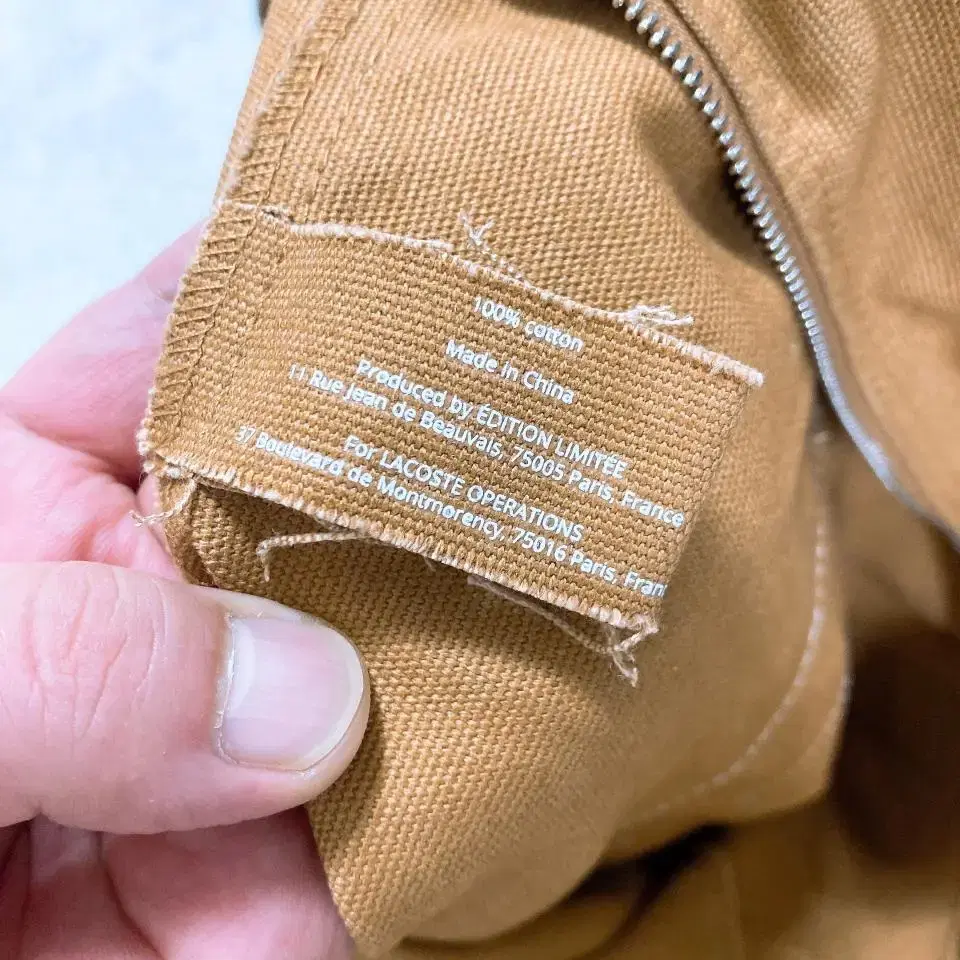 100% cotton
Made in China
Produced by ÉDITION LIMITÉE
11 Rue Jean de Beauvais, 75005 Paris, France
For LACOSTE OPERATIONS
37 Boulevard de Montmorency, 75016 Paris, Franc